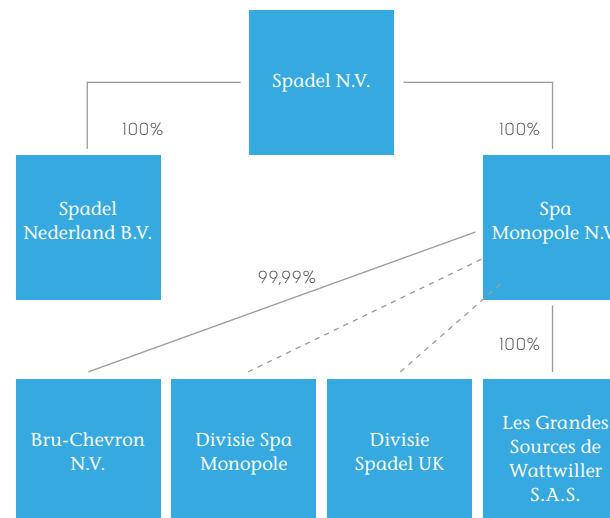 Spadel N.V.
100%
100%
Spadel
Nederland B.V.
Spa
Monopole N.V
99,99%
100%
Bru-Chevron
N.V.
Divisie Spa
Monopole
Divisie
Spadel UK
Les Grandes
Sources de
Wattwiller
S.A.S.